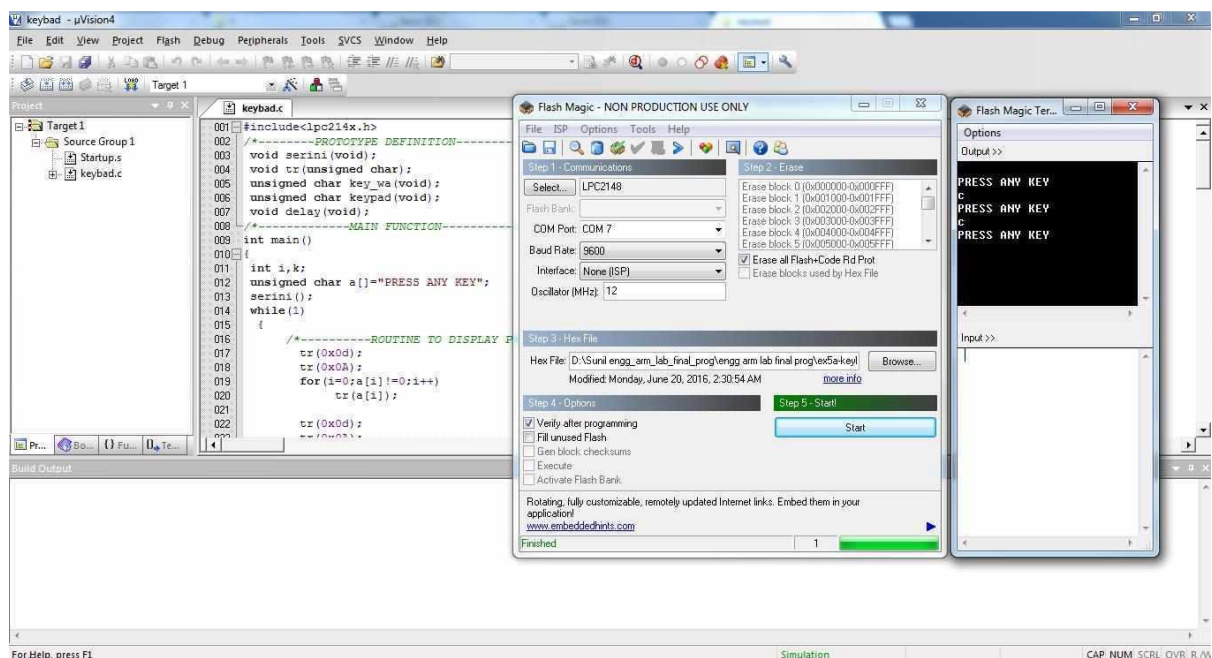 keybad - µVision4
File Edit View Project Flash Debug Peripherals Tools SVCS Window Help
LOAD Target 1
Project
Target 1
Source Group 1
Startup.s
keybad.c
Pr... Bo... {} Fu... 0 Te...
keybad.c
001 #include<lpc214x.h>
002 /*--------PROTOTYPE DEFINITION-------
003 void serini(void);
004 void tr(unsigned char);
005 unsigned char key_wa(void);
006 unsigned char keypad(void);
007 void delay(void);
008 /*-------------MAIN FUNCTION---------
009 int main()
010 {
011 int i,k;
012 unsigned char a[]="PRESS ANY KEY";
013 serini();
014 while(1)
015 {
016 /*----------ROUTINE TO DISPLAY P
017 tr(0x0d);
018 tr(0x0A);
019 for(i=0;a[i]!=0;i++)
020 tr(a[i]);
021
022 tr(0x0d);
Build Output
Flash Magic - NON PRODUCTION USE ONLY
File ISP Options Tools Help
Step 1 - Communications
Select... LPC2148
Flash Bank:
COM Port: COM 7
Baud Rate: 9600
Interface: None (ISP)
Oscillator (MHz): 12
Step 2 - Erase
Erase block 0 (0x000000-0x000FFF)
Erase block 1 (0x001000-0x001FFF)
Erase block 2 (0x002000-0x002FFF)
Erase block 3 (0x003000-0x003FFF)
Erase block 4 (0x004000-0x004FFF)
Erase block 5 (0x005000-0x005FFF)
Erase all Flash+Code Rd Prot
Erase blocks used by Hex File
Step 3 - Hex File
Hex File: D:\Sunil engg_arm_lab_final_prog\engg arm lab final prog\ex5a-keyl Browse...
Modified: Monday, June 20, 2016, 2:30:54 AM more info
Step 4 - Options
Verify after programming
Fill unused Flash
Gen block checksums
Execute
Activate Flash Bank
Step 5 - Start!
Start
Rotating, fully customizable, remotely updated Internet links. Embed them in your
application!
www.embeddedhints.com
Finished 1
Flash Magic Ter...
Options
Output >>
PRESS ANY KEY
C
PRESS ANY KEY
C
PRESS ANY KEY
Input >>
For Help, press F1 Simulation CAP NUM SCRL OVR R/W